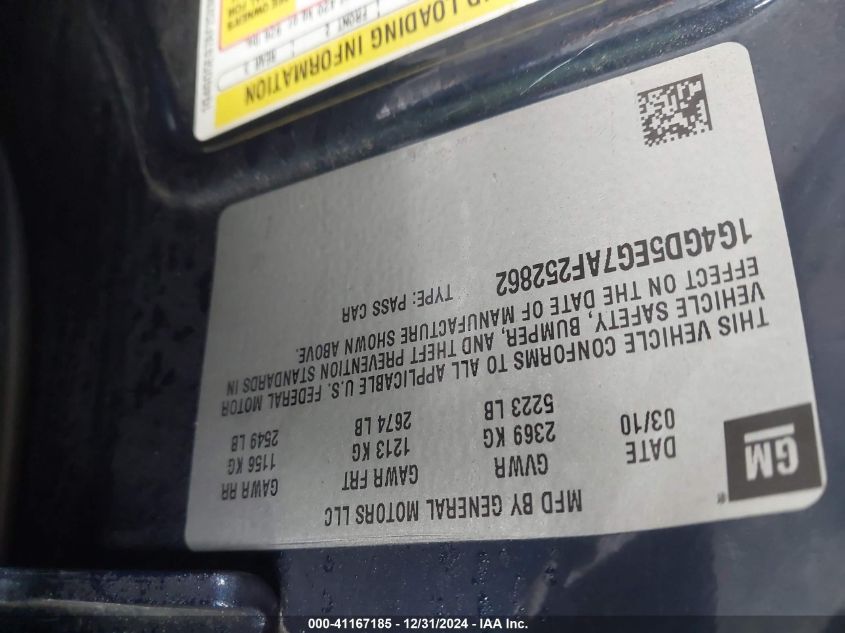 GM
MFD BY GENERAL MOTORS LLC
DATE GVWR GAWR FRT GAWR RR
03/10 2369 KG 1213 KG 1156 KG
5223 LB 2674 LB 2549 LB
THIS VEHICLE CONFORMS TO ALL APPLICABLE U.S. FEDERAL MOTOR
VEHICLE SAFETY, BUMPER, AND THEFT PREVENTION STANDARDS IN
EFFECT ON THE DATE OF MANUFACTURE SHOWN ABOVE.
1G4GD5EG7AF252862 TYPE: PASS CAR
LOADING INFORMATION
FRONT 2 REAR
000-41167185 - 12/31/2024 - IAA Inc.